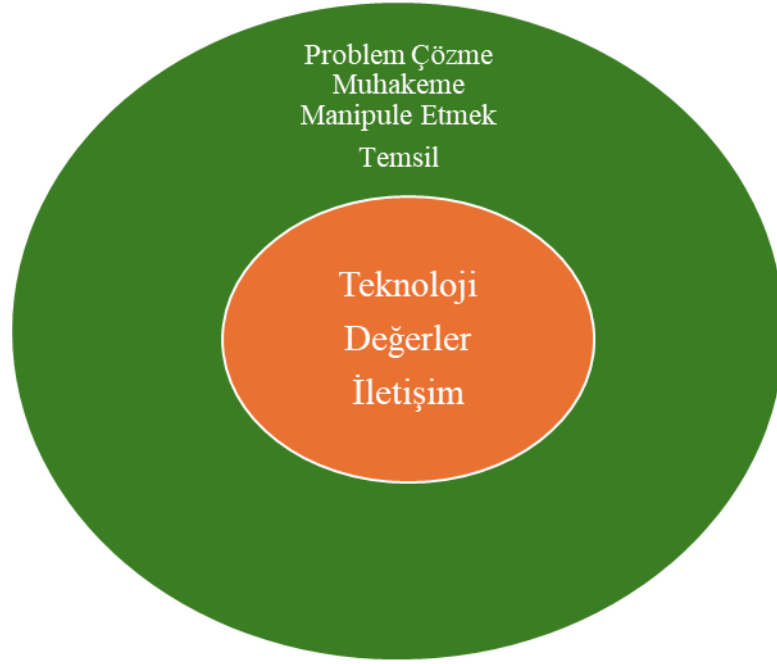 Problem Çözme
Muhakeme
Manipule Etmek
Temsil
Teknoloji
Değerler
İletişim